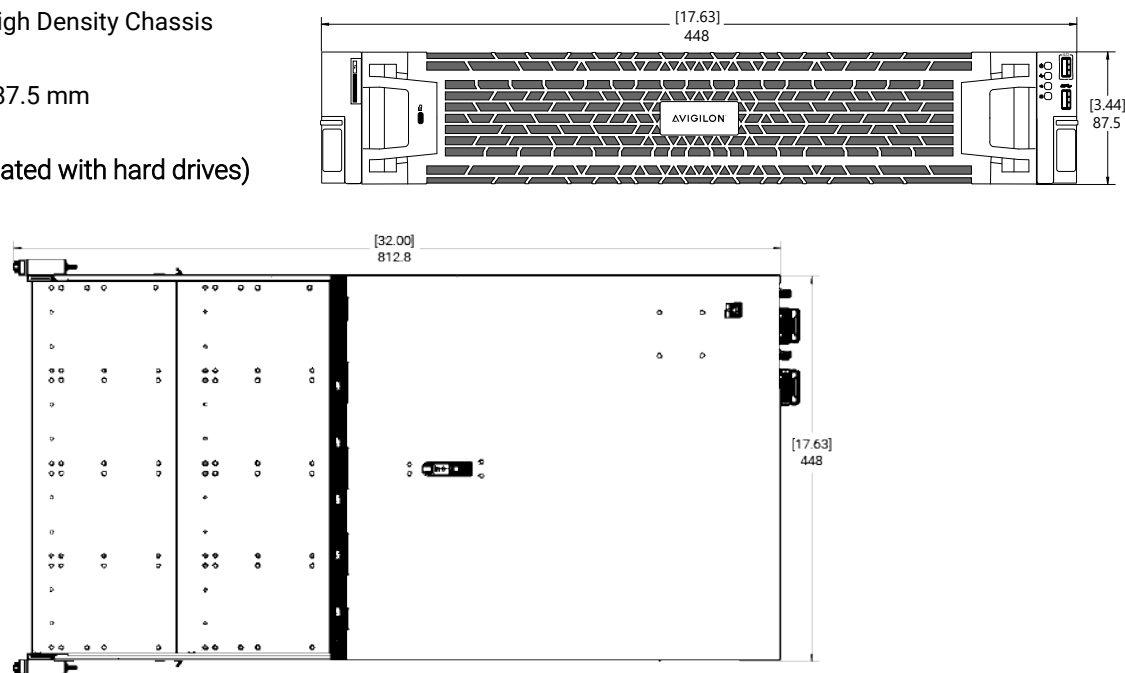 igh Density Chassis
37.5 mm
ated with hard drives)
[17.63]
448
AVIGILON
[3.44]
87.5
[32.00]
812.8
[17.63]
448